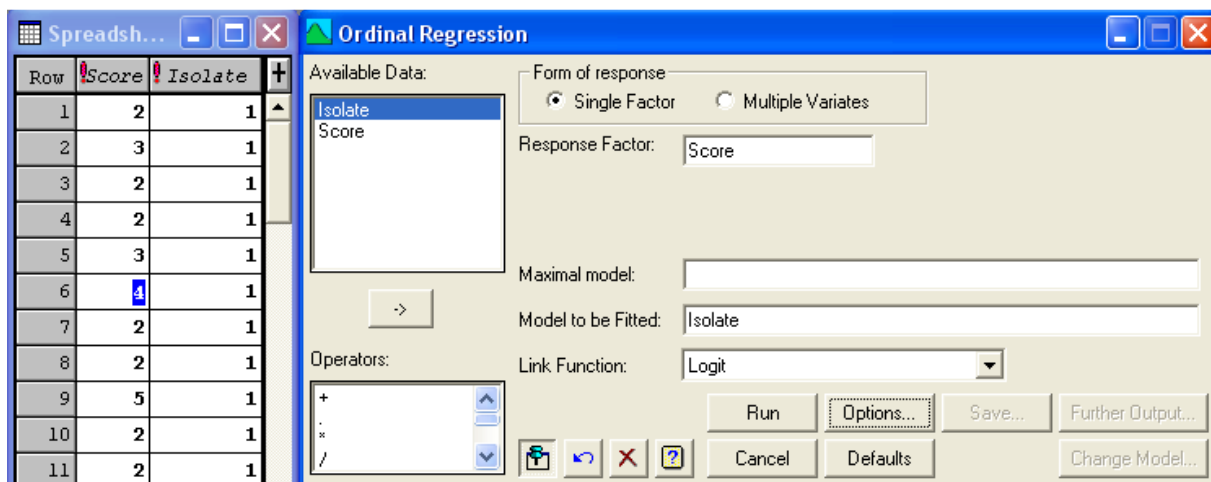 Spreadsh...
Row Score Isolate +
1 2 1
2 3 1
3 2 1
4 2 1
5 3 1
6 4 1
7 2 1
8 2 1
9 5 1
10 2 1
11 2 1
Ordinal Regression
Available Data:
Isolate
Score
->
Operators:
+
.
*
/
Form of response
Single Factor Multiple Variates
Response Factor: Score
Maximal model:
Model to be Fitted: Isolate
Link Function: Logit
Run Options... Save... Further Output...
? Cancel Defaults Change Model...